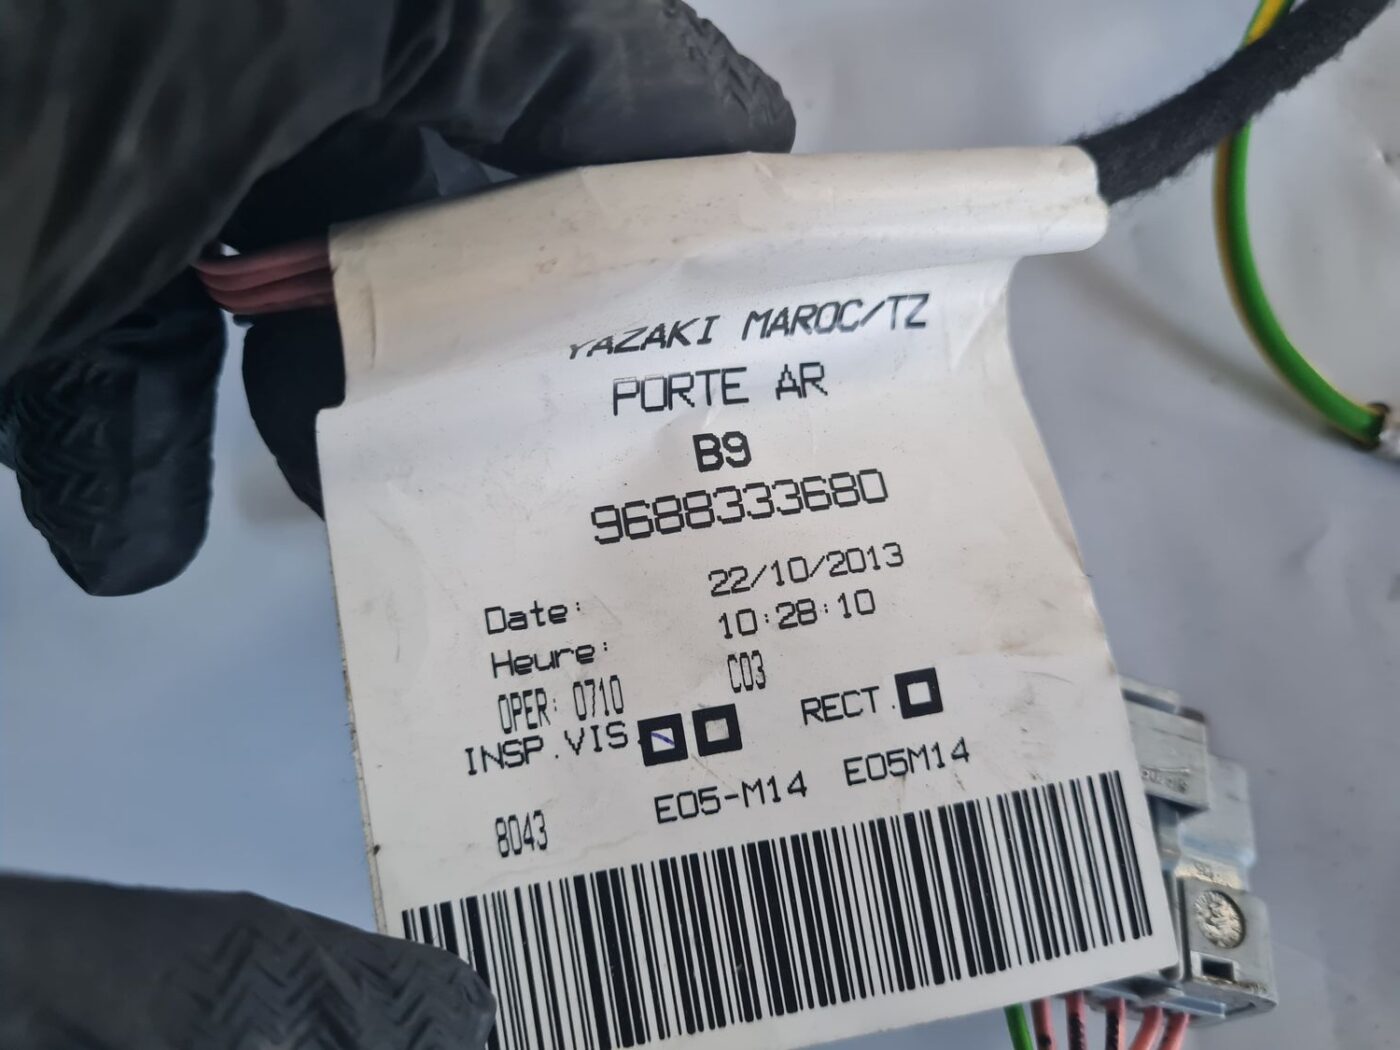 YAZAKI MAROC/TZ
PORTE AR
B9
9688333680
Date: 22/10/2013
Heure: 10:28:10
OPER: 0710 C03
INSP.VIS RECT.
8043 E05-M14 E05M14